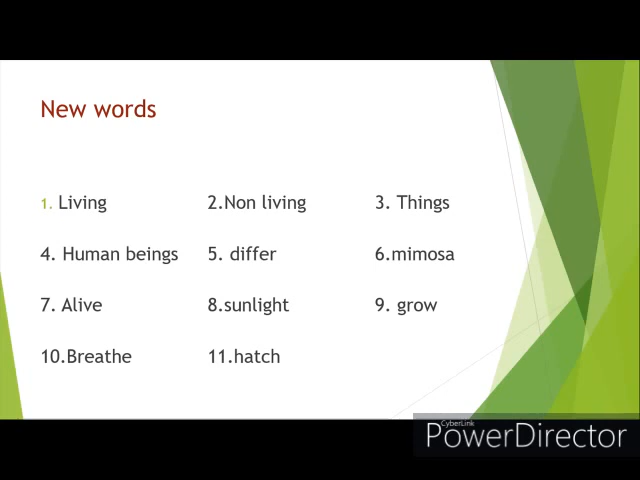 New words
1. Living 2.Non living 3. Things
4. Human beings 5. differ 6.mimosa
7. Alive 8.sunlight 9. grow
10.Breathe 11.hatch
CyberLink
PowerDirector